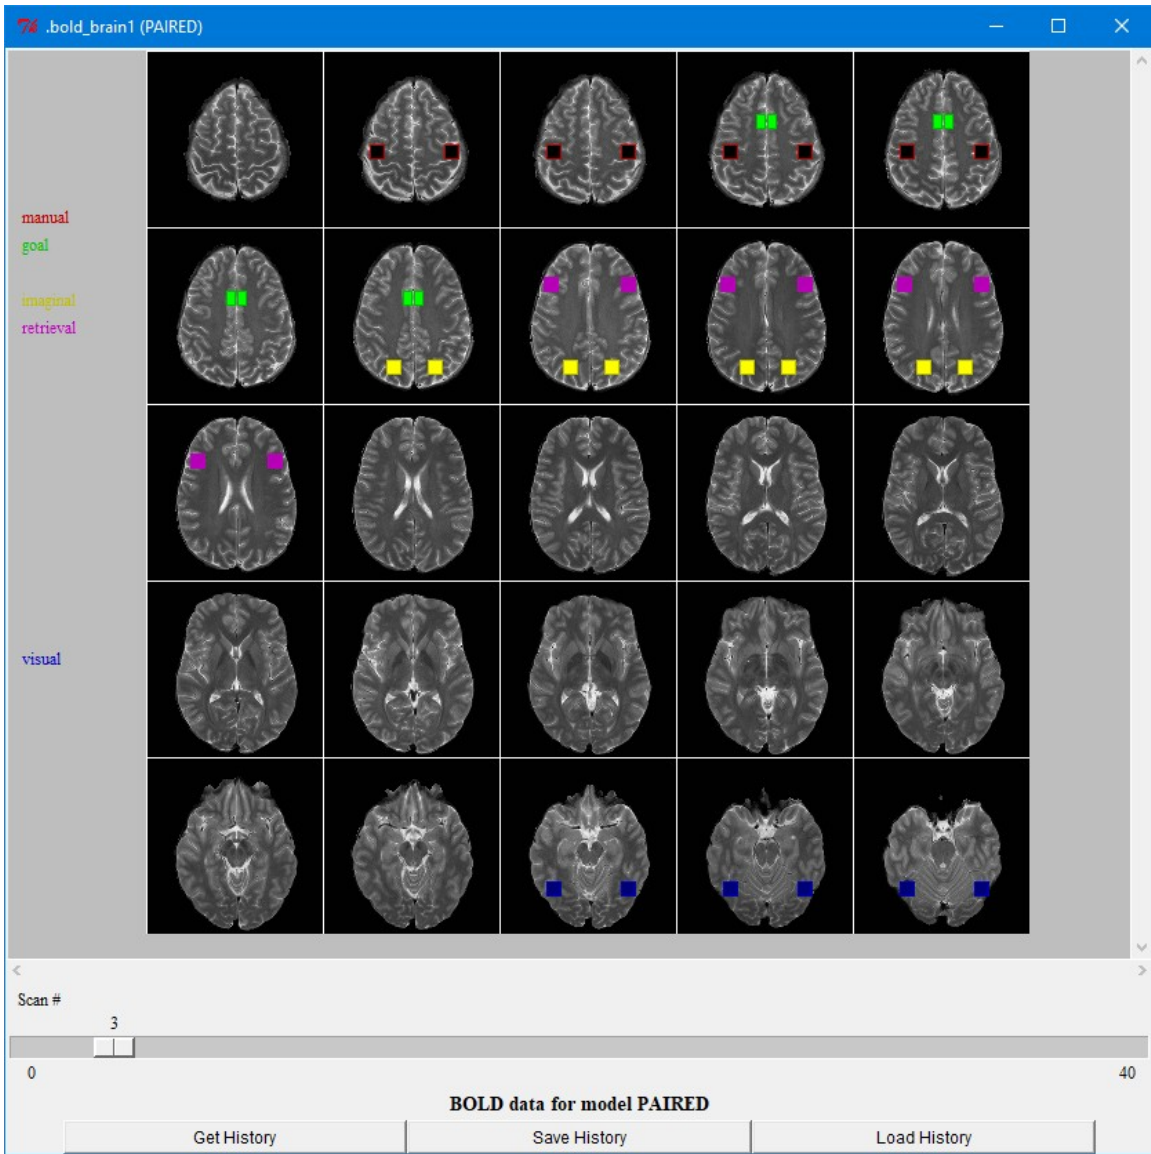 .bold_brain1 (PAIRED)
manual
goal
imaginal
retrieval
visual
Scan #
3
0 40
BOLD data for model PAIRED
Get History Save History Load History